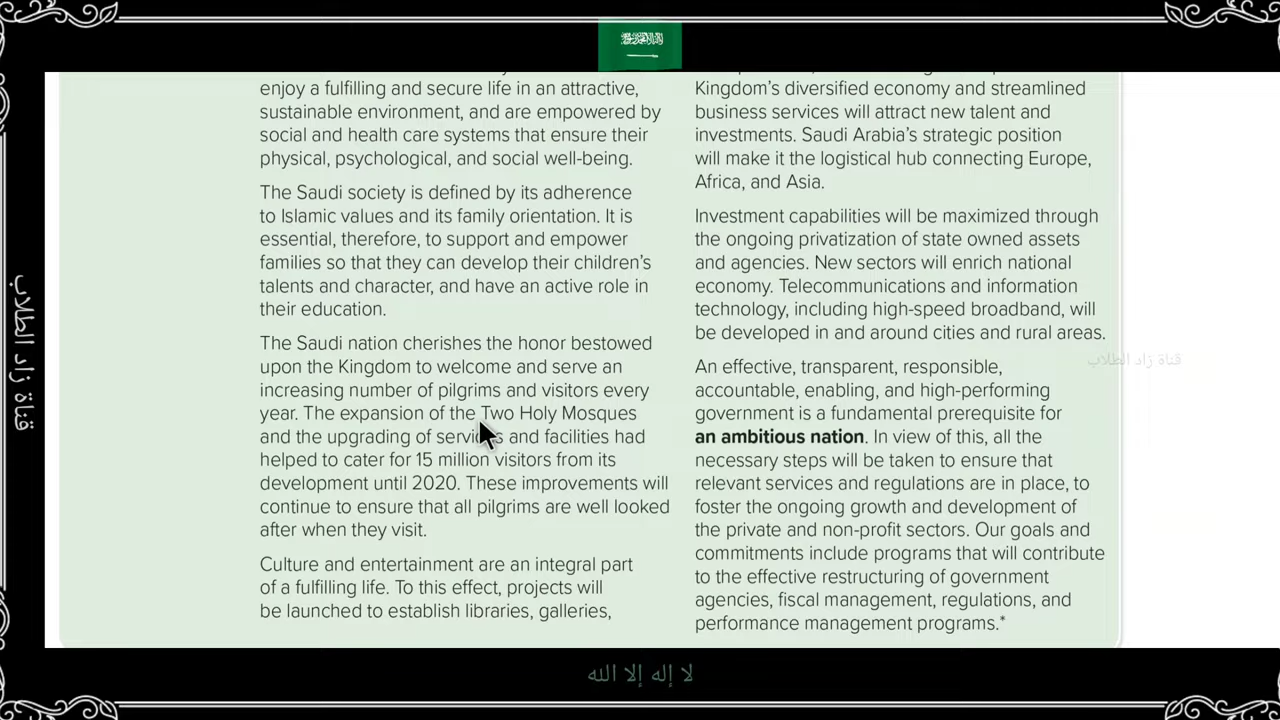 enjoy a fulfilling and secure life in an attractive,
sustainable environment, and are empowered by
social and health care systems that ensure their
physical, psychological, and social well-being.
The Saudi society is defined by its adherence
to Islamic values and its family orientation. It is
essential, therefore, to support and empower
families so that they can develop their children's
talents and character, and have an active role in
their education.
The Saudi nation cherishes the honor bestowed
upon the Kingdom to welcome and serve an
increasing number of pilgrims and visitors every
year. The expansion of the Two Holy Mosques
and the upgrading of services and facilities had
helped to cater for 15 million visitors from its
development until 2020. These improvements will
continue to ensure that all pilgrims are well looked
after when they visit.
Culture and entertainment are an integral part
of a fulfilling life. To this effect, projects will
be launched to establish libraries, galleries,
Kingdom's diversified economy and streamlined
business services will attract new talent and
investments. Saudi Arabia's strategic position
will make it the logistical hub connecting Europe,
Africa, and Asia.
Investment capabilities will be maximized through
the ongoing privatization of state owned assets
and agencies. New sectors will enrich national
economy. Telecommunications and information
technology, including high-speed broadband, will
be developed in and around cities and rural areas.
An effective, transparent, responsible,
accountable, enabling, and high-performing
government is a fundamental prerequisite for
an ambitious nation. In view of this, all the
necessary steps will be taken to ensure that
relevant services and regulations are in place, to
foster the ongoing growth and development of
the private and non-profit sectors. Our goals and
commitments include programs that will contribute
to the effective restructuring of government
agencies, fiscal management, regulations, and
performance management programs.*
قناة زاد الطلاب
قناة زاد الطلاب
لا إله إلا الله